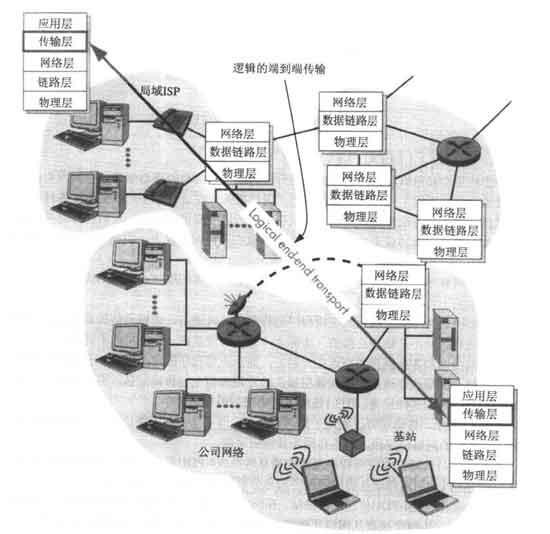 应用层
传输层
网络层
链路层
物理层
局域ISP
逻辑的端到端传输
网络层
数据链路层
物理层
网络层
数据链路层
物理层
网络层
数据链路层
物理层
网络层
数据链路层
物理层
Logical end-end transport
网络层
数据链路层
物理层
应用层
传输层
网络层
链路层
物理层
公司网络
基站